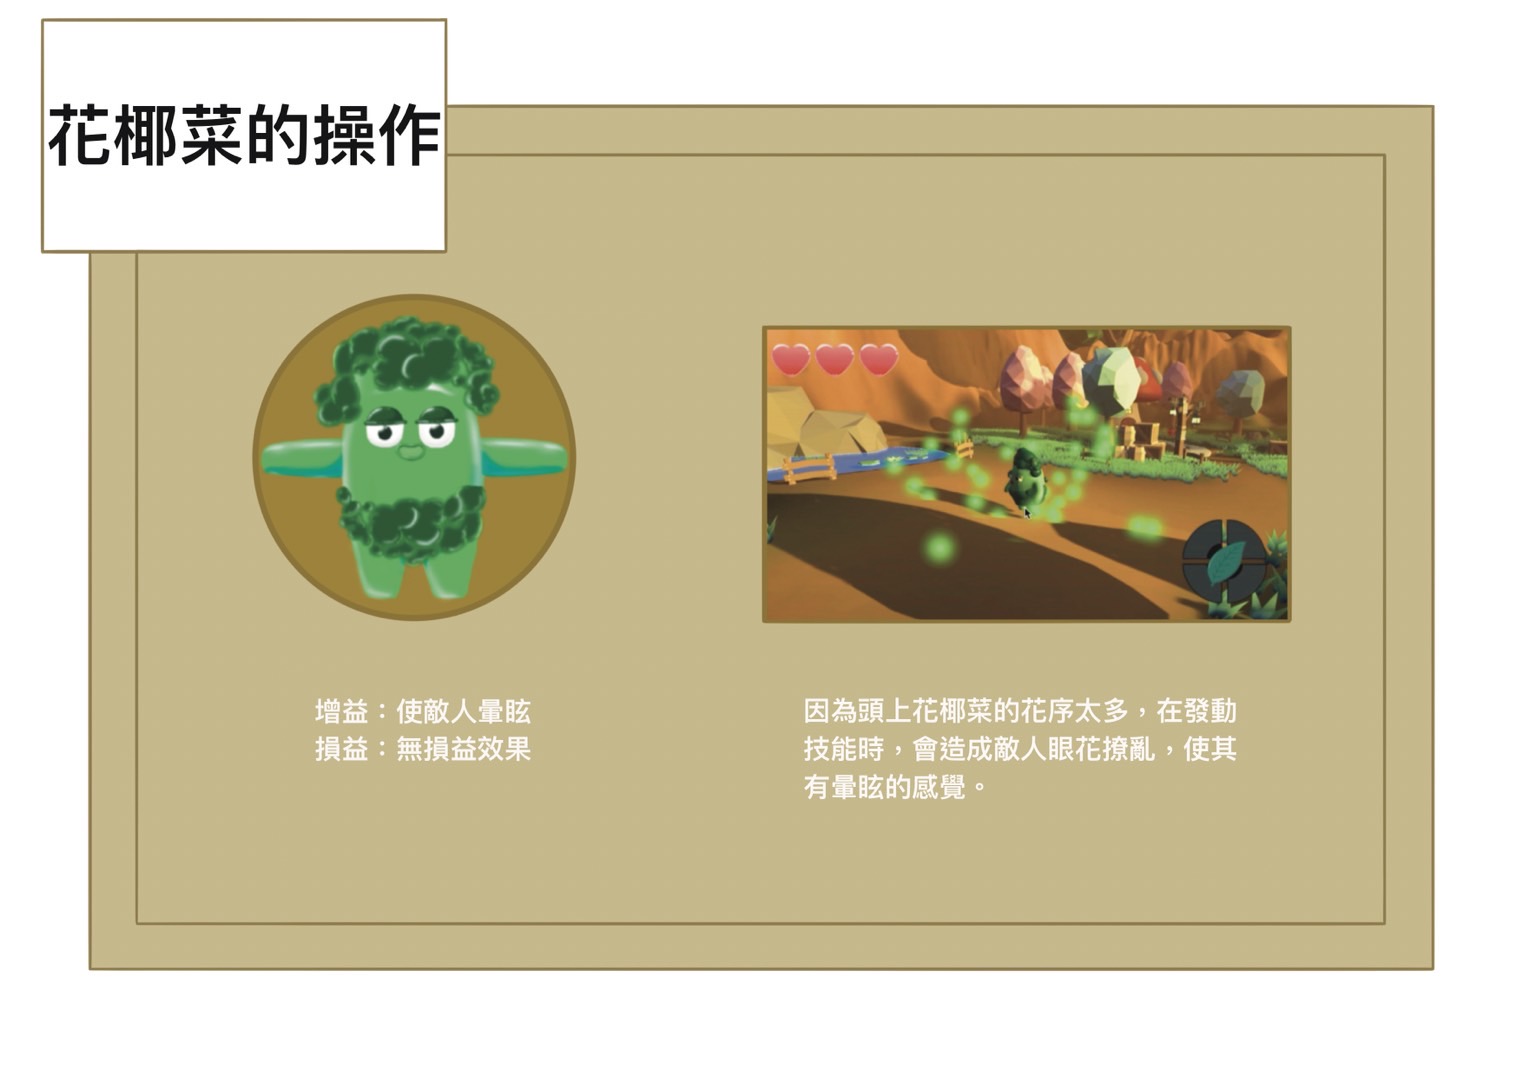 花椰菜的操作
增益：使敵人暈眩
損益：無損益效果
因為頭上花椰菜的花序太多，在發動
技能時，會造成敵人眼花撩亂，使其
有暈眩的感覺。